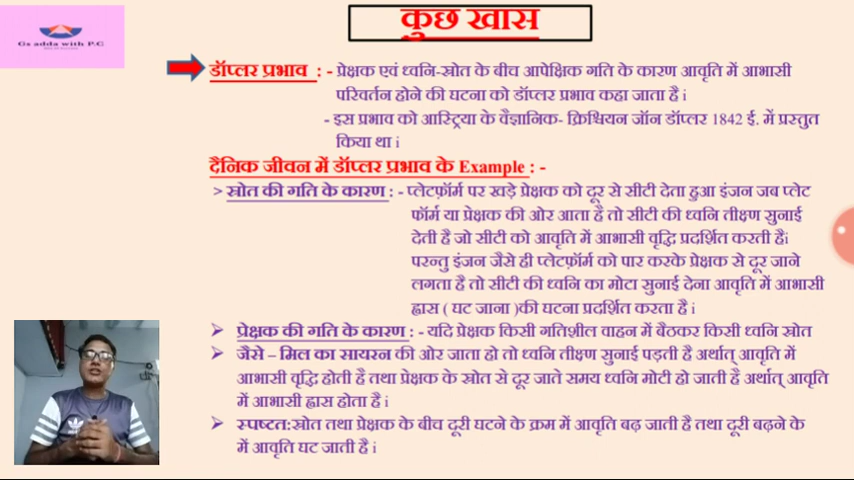 कुछ खास
Gs adda with P.C
डॉप्लर प्रभाव : - प्रेक्षक एवं ध्वनि-स्रोत के बीच आपेक्षिक गति के कारण आवृति में आभासी
परिवर्तन होने की घटना को डॉप्लर प्रभाव कहा जाता है i
- इस प्रभाव को आस्ट्रिया के वैज्ञानिक- क्रिश्चियन जॉन डॉप्लर 1842 ई. में प्रस्तुत
किया था i
दैनिक जीवन में डॉप्लर प्रभाव के Example : -
> स्रोत की गति के कारण : - प्लेटफ़ॉर्म पर खड़े प्रेक्षक को दूर से सीटी देता हुआ इंजन जब प्लेट
फॉर्म या प्रेक्षक की ओर आता है तो सीटी की ध्वनि तीक्ष्ण सुनाई
देती है जो सीटी को आवृति में आभासी वृद्धि प्रदर्शित करती हैi
परन्तु इंजन जैसे ही प्लेटफ़ॉर्म को पार करके प्रेक्षक से दूर जाने
लगता है तो सीटी की ध्वनि का मोटा सुनाई देना आवृति में आभासी
ह्रास ( घट जाना )की घटना प्रदर्शित करता है i
➢ प्रेक्षक की गति के कारण : - यदि प्रेक्षक किसी गतिशील वाहन में बैठकर किसी ध्वनि स्रोत
➢ जैसे – मिल का सायरन की ओर जाता हो तो ध्वनि तीक्ष्ण सुनाई पड़ती है अर्थात् आवृति में
आभासी वृद्धि होती है तथा प्रेक्षक के स्रोत से दूर जाते समय ध्वनि मोटी हो जाती है अर्थात् आवृति
में आभासी ह्रास होता है i
➢ स्पष्टत:स्रोत तथा प्रेक्षक के बीच दूरी घटने के क्रम में आवृति बढ़ जाती है तथा दूरी बढ़ने के
में आवृति घट जाती है i